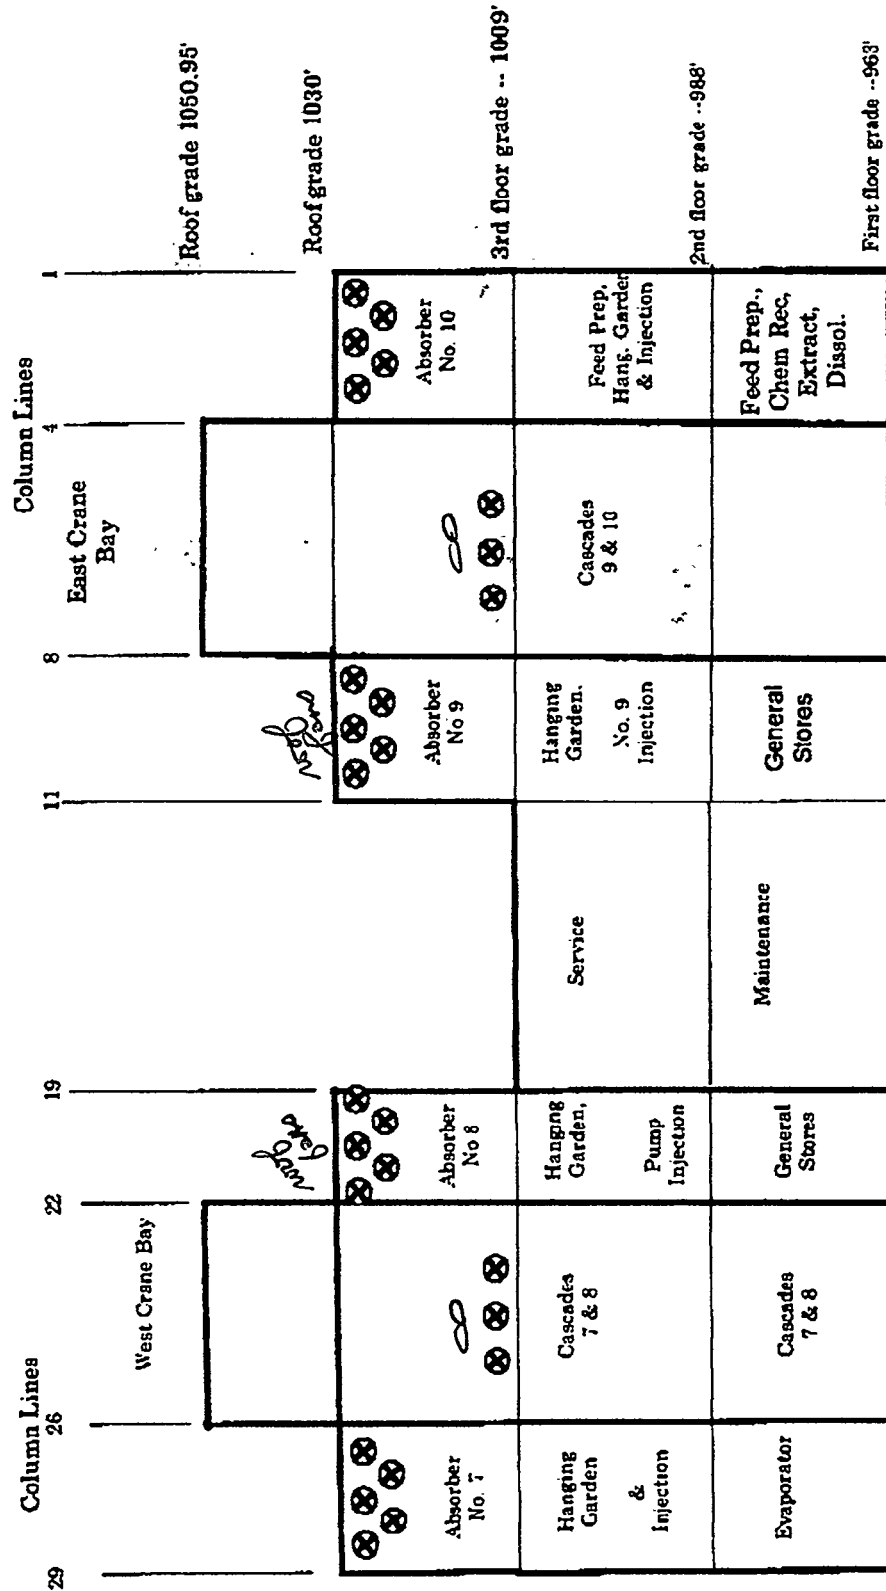 Column Lines
Column Lines
West Crane Bay
East Crane
Bay
29
26
22
19
11
8
4
1
Roof grade 1050.95'
Roof grade 1030'
roof fans
Absorber
No. 7
Absorber
No 8
Absorber
No 9
Absorber
No. 10
3rd floor grade -- 1009'
Hanging
Garden
&
Injection
Cascades
7 & 8
Hanging
Garden,
Pump
Injection
Service
Hanging
Garden.
No. 9
Injection
Cascades
9 & 10
Feed Prep,
Hang. Garden
& Injection
2nd floor grade --988'
Evaporator
Cascades
7 & 8
General
Stores
Maintenance
General
Stores
Feed Prep.,
Chem Rec,
Extract,
Dissol.
First floor grade --963'